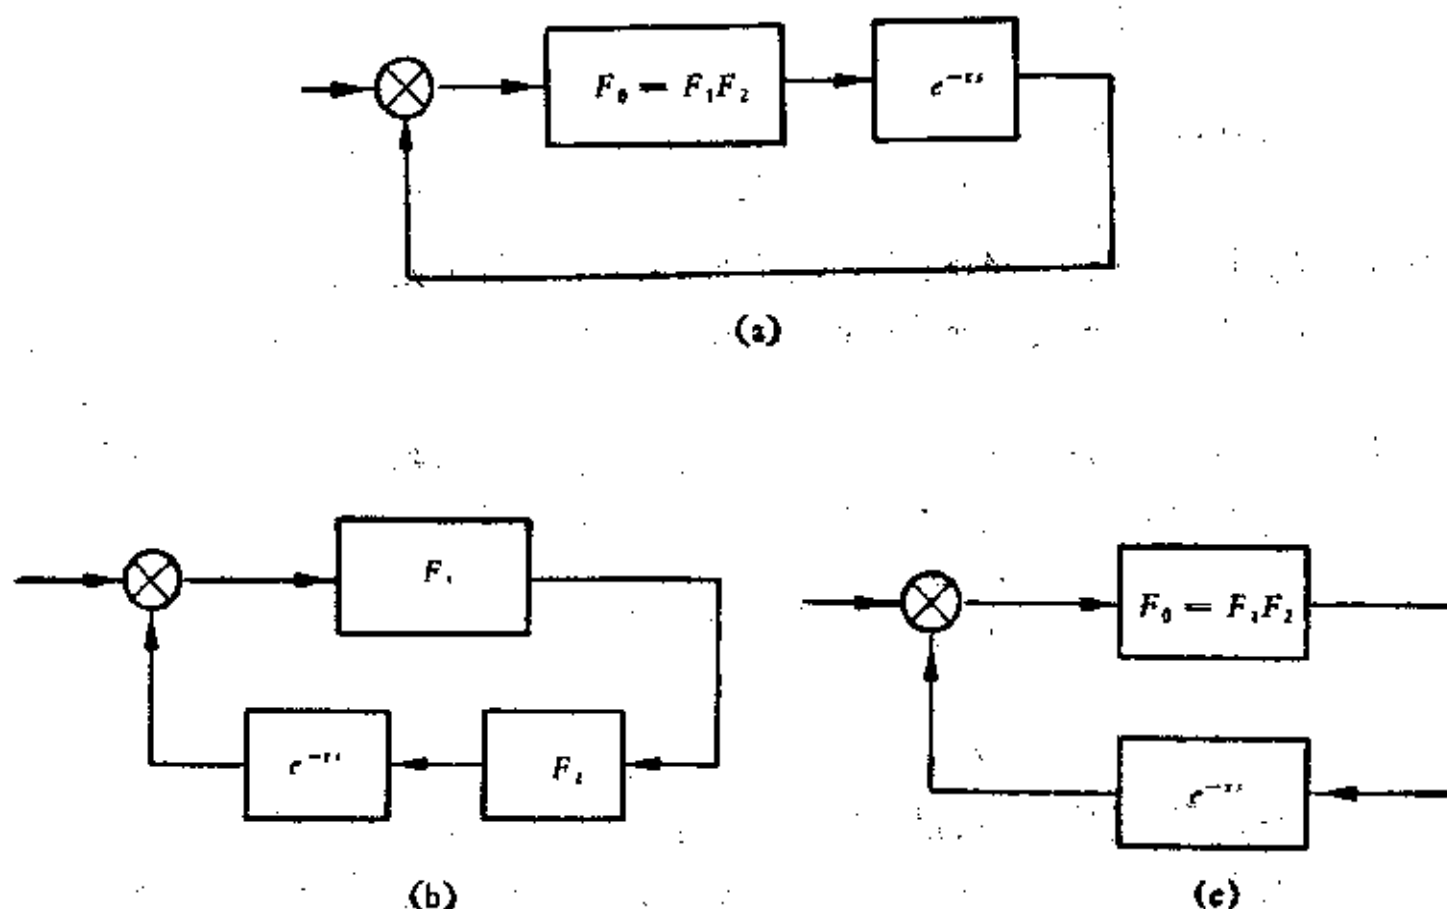 F₀ = F₁F₂
e⁻ᵗˢ
(a)
F₁
e⁻ᵗˢ
F₂
(b)
F₀ = F₁F₂
e⁻ᵗˢ
(c)